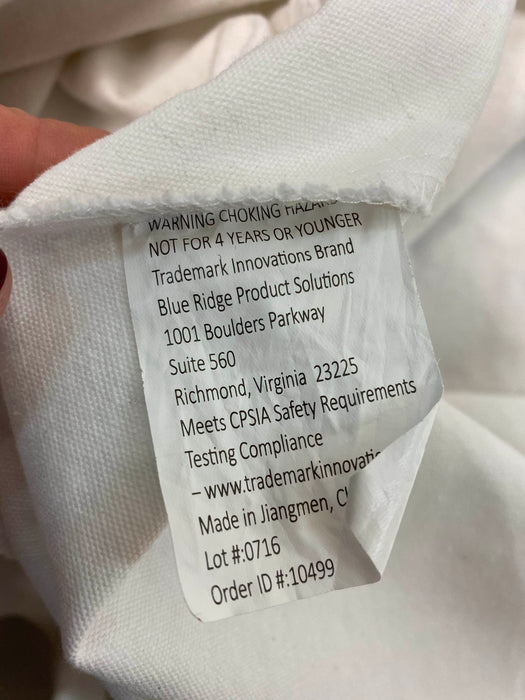 WARNING CHOKING
NOT FOR 4 YEARS OR YOUNGER
Trademark Innovations Brand
Blue Ridge Product Solutions
1001 Boulders Parkway
Suite 560
Richmond, Virginia 23225
Meets CPSIA Safety Requirements
Testing Compliance
– www.trademarkinnovati
Made in Jiangmen,
Lot #:0716
Order ID #:10499